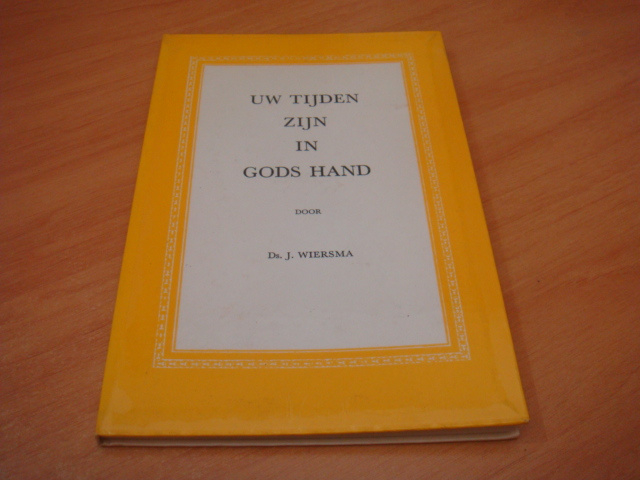 UW TIJDEN
ZIJN
IN
GODS HAND
DOOR
Ds. J. WIERSMA